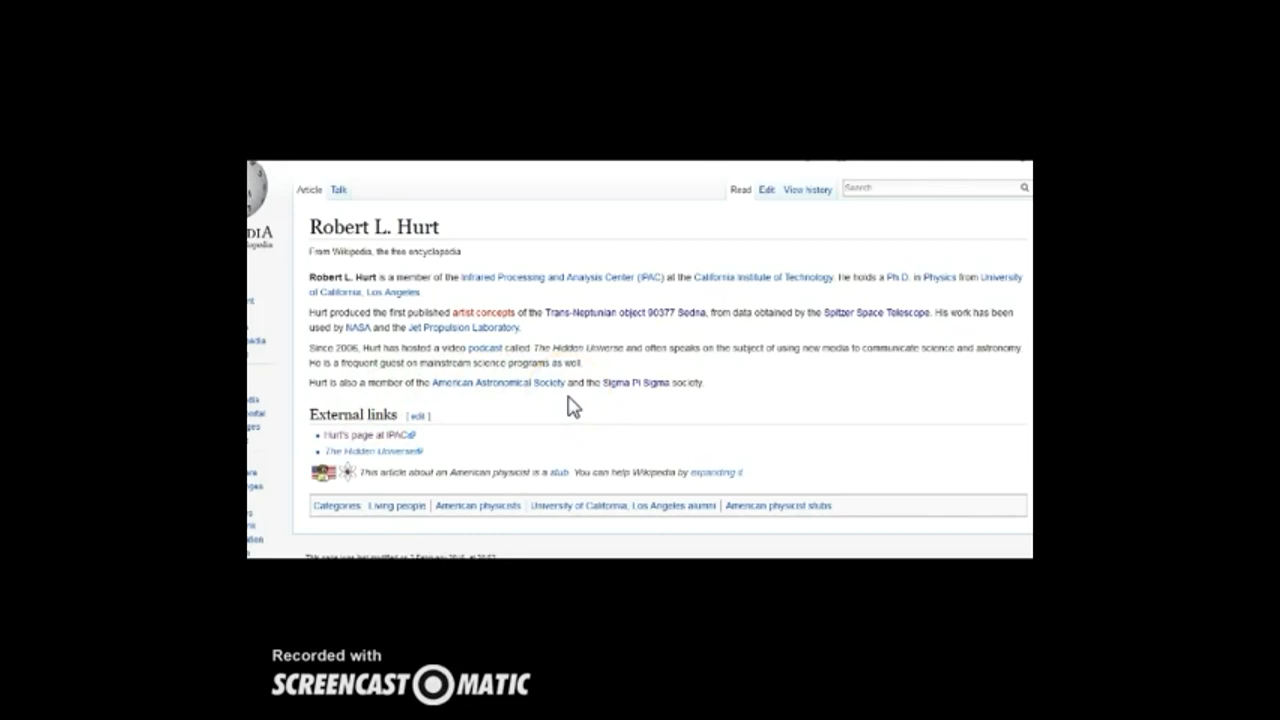 Article Talk Read Edit View history Search
DIA
Robert L. Hurt
From Wikipedia, the free encyclopedia
Robert L. Hurt is a member of the Infrared Processing and Analysis Center (IPAC) at the California Institute of Technology. He holds a Ph.D. in Physics from University
of California, Los Angeles
Hurt produced the first published artist concepts of the Trans-Neptunian object 90377 Sedna, from data obtained by the Spitzer Space Telescope. His work has been
used by NASA and the Jet Propulsion Laboratory.
Since 2006, Hurt has hosted a video podcast called The Hidden Universe and often speaks on the subject of using new media to communicate science and astronomy.
He is a frequent guest on mainstream science programs as well.
Hurt is also a member of the American Astronomical Society and the Sigma Pi Sigma society.
External links [ edit ]
Hurt's page at IPAC
The Hidden Universe
This article about an American physicist is a stub. You can help Wikipedia by expanding it
Categories Living people | American physicists | University of California, Los Angeles alumni | American physicist stubs
Recorded with
SCREENCAST MATIC